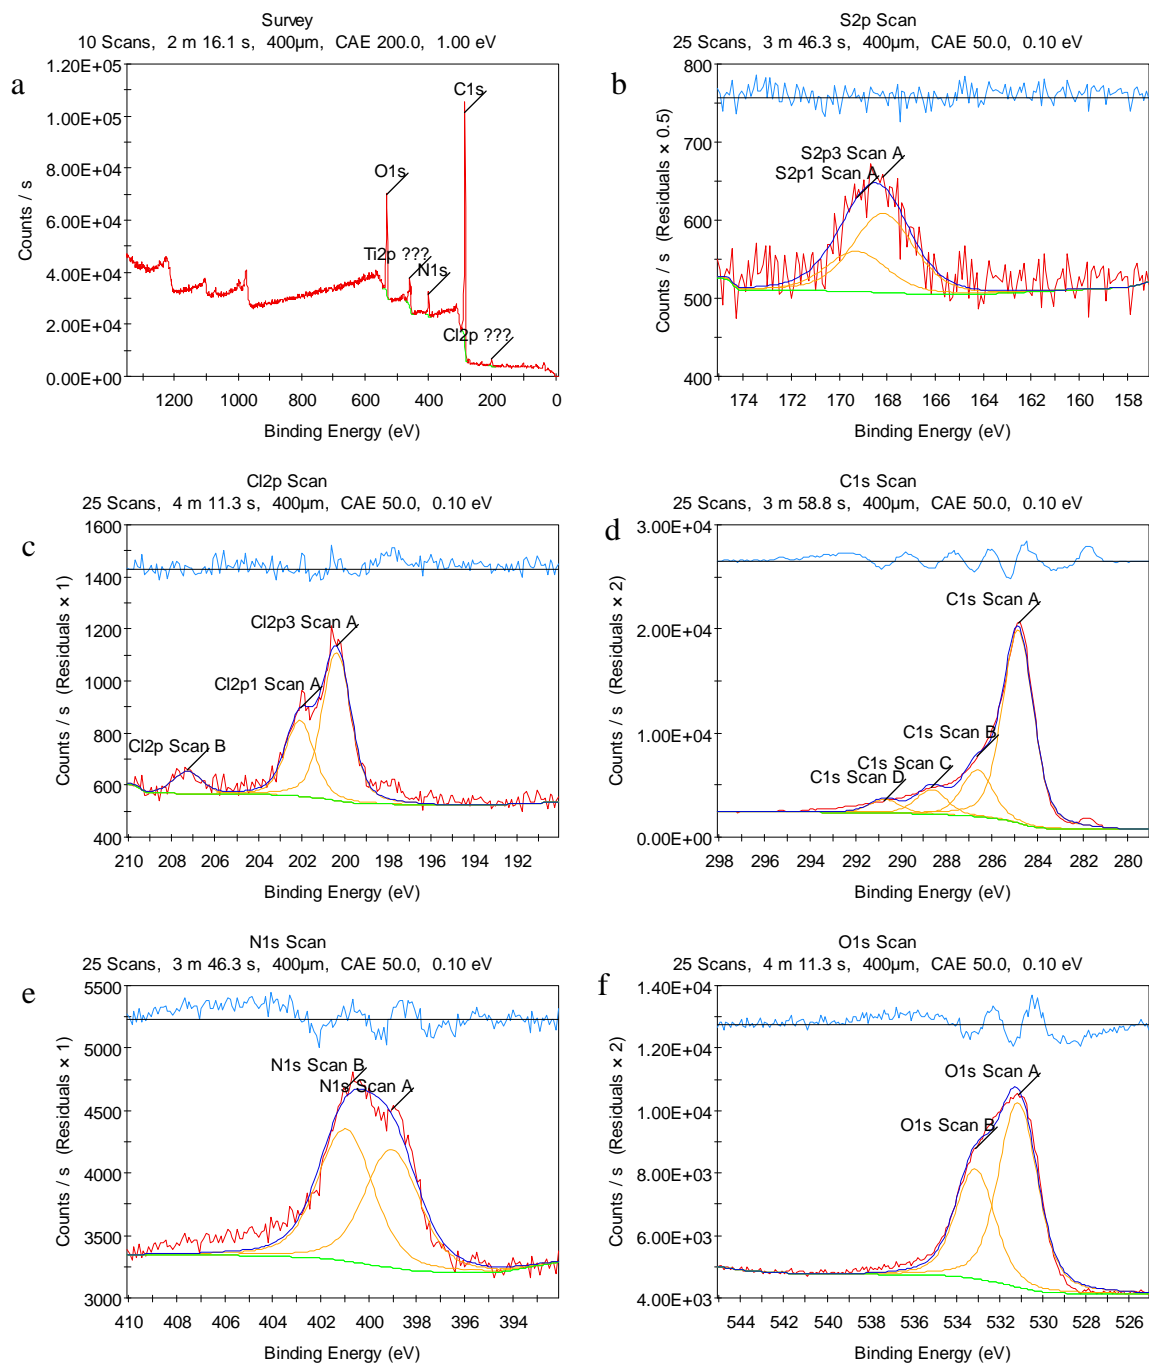 a
Survey
10 Scans, 2 m 16.1 s, 400µm, CAE 200.0, 1.00 eV
1.20E+05
1.00E+05
8.00E+04
6.00E+04
4.00E+04
2.00E+04
0.00E+00
Counts / s
C1s
O1s
Ti2p ???
N1s
Cl2p ???
1200 1000 800 600 400 200 0
Binding Energy (eV)
b
S2p Scan
25 Scans, 3 m 46.3 s, 400µm, CAE 50.0, 0.10 eV
800
700
600
500
400
Counts / s (Residuals × 0.5)
S2p3 Scan A
S2p1 Scan A
174 172 170 168 166 164 162 160 158
Binding Energy (eV)
c
Cl2p Scan
25 Scans, 4 m 11.3 s, 400µm, CAE 50.0, 0.10 eV
1600
1400
1200
1000
800
600
400
Counts / s (Residuals × 1)
Cl2p3 Scan A
Cl2p1 Scan A
Cl2p Scan B
210 208 206 204 202 200 198 196 194 192
Binding Energy (eV)
d
C1s Scan
25 Scans, 3 m 58.8 s, 400µm, CAE 50.0, 0.10 eV
3.00E+04
2.00E+04
1.00E+04
0.00E+00
Counts / s (Residuals × 2)
C1s Scan A
C1s Scan B
C1s Scan C
C1s Scan D
298 296 294 292 290 288 286 284 282 280
Binding Energy (eV)
e
N1s Scan
25 Scans, 3 m 46.3 s, 400µm, CAE 50.0, 0.10 eV
5500
5000
4500
4000
3500
3000
Counts / s (Residuals × 1)
N1s Scan B
N1s Scan A
410 408 406 404 402 400 398 396 394
Binding Energy (eV)
f
O1s Scan
25 Scans, 4 m 11.3 s, 400µm, CAE 50.0, 0.10 eV
1.40E+04
1.20E+04
1.00E+04
8.00E+03
6.00E+03
4.00E+03
Counts / s (Residuals × 2)
O1s Scan A
O1s Scan B
544 542 540 538 536 534 532 530 528 526
Binding Energy (eV)